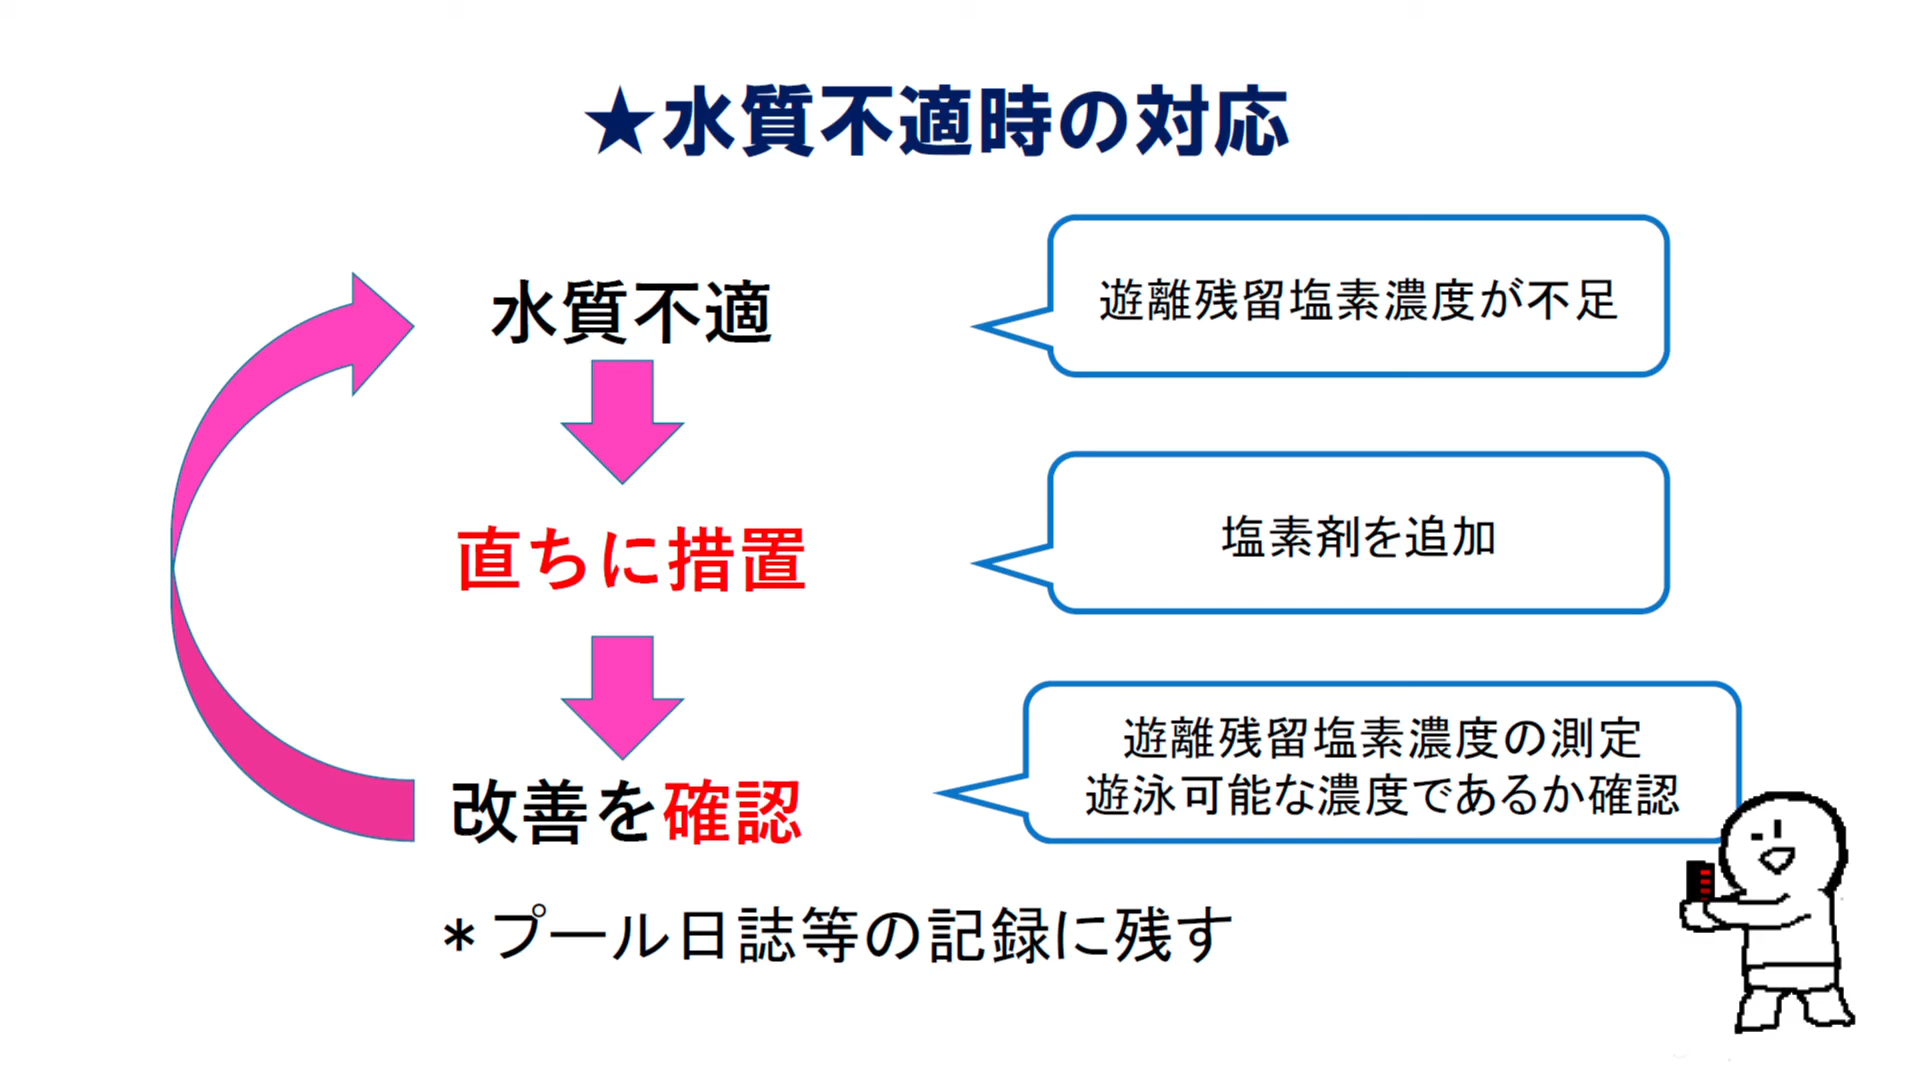 ★水質不適時の対応
水質不適
遊離残留塩素濃度が不足
直ちに措置
塩素剤を追加
改善を確認
遊離残留塩素濃度の測定
遊泳可能な濃度であるか確認
*プール日誌等の記録に残す